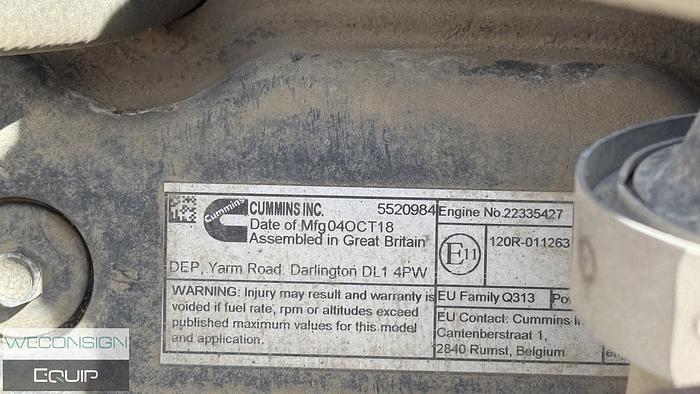 Cummins
CUMMINS INC. 5520984
Date of Mfg 04OCT18
Assembled in Great Britain
DEP, Yarm Road. Darlington DL1 4PW
WARNING: Injury may result and warranty is
voided if fuel rate, rpm or altitudes exceed
published maximum values for this model
and application.
Engine No.22335427
E11 120R-011263
EU Family Q313
EU Contact: Cummins
Cantenberstraat 1,
2840 Rumst, Belgium
WECONSIGN
EQUIP